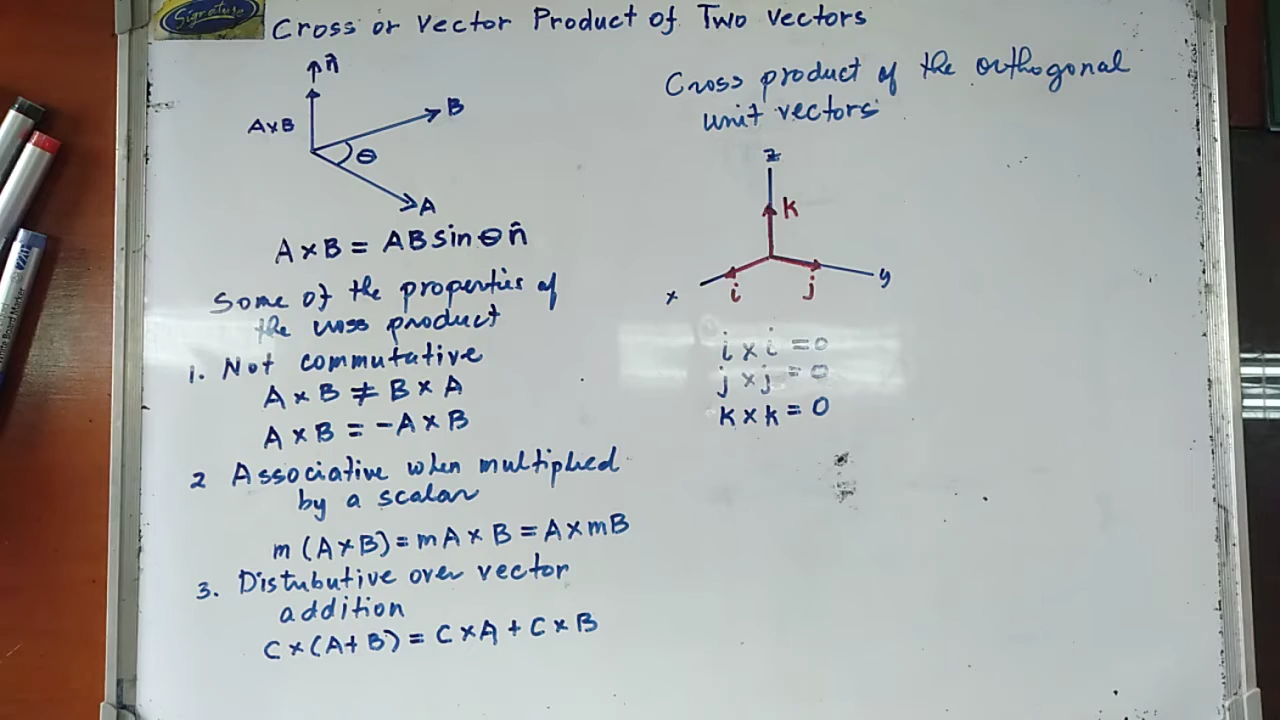 Signature
Cross or Vector Product of Two Vectors
n̂
A×B
B
θ
A
A×B = ABsinθ n̂
Some of the properties of
the cross product
1. Not commutative
A × B ≠ B × A
A × B = -A × B
2 Associative when multiplied
by a scalar
m (A×B) = mA × B = A×mB
3. Distributive over vector
addition
C×(A+B) = C×A + C×B
Cross product of the orthogonal
unit vectors
z
k
y
x
i
j
i × i = 0
j × j = 0
k × k = 0